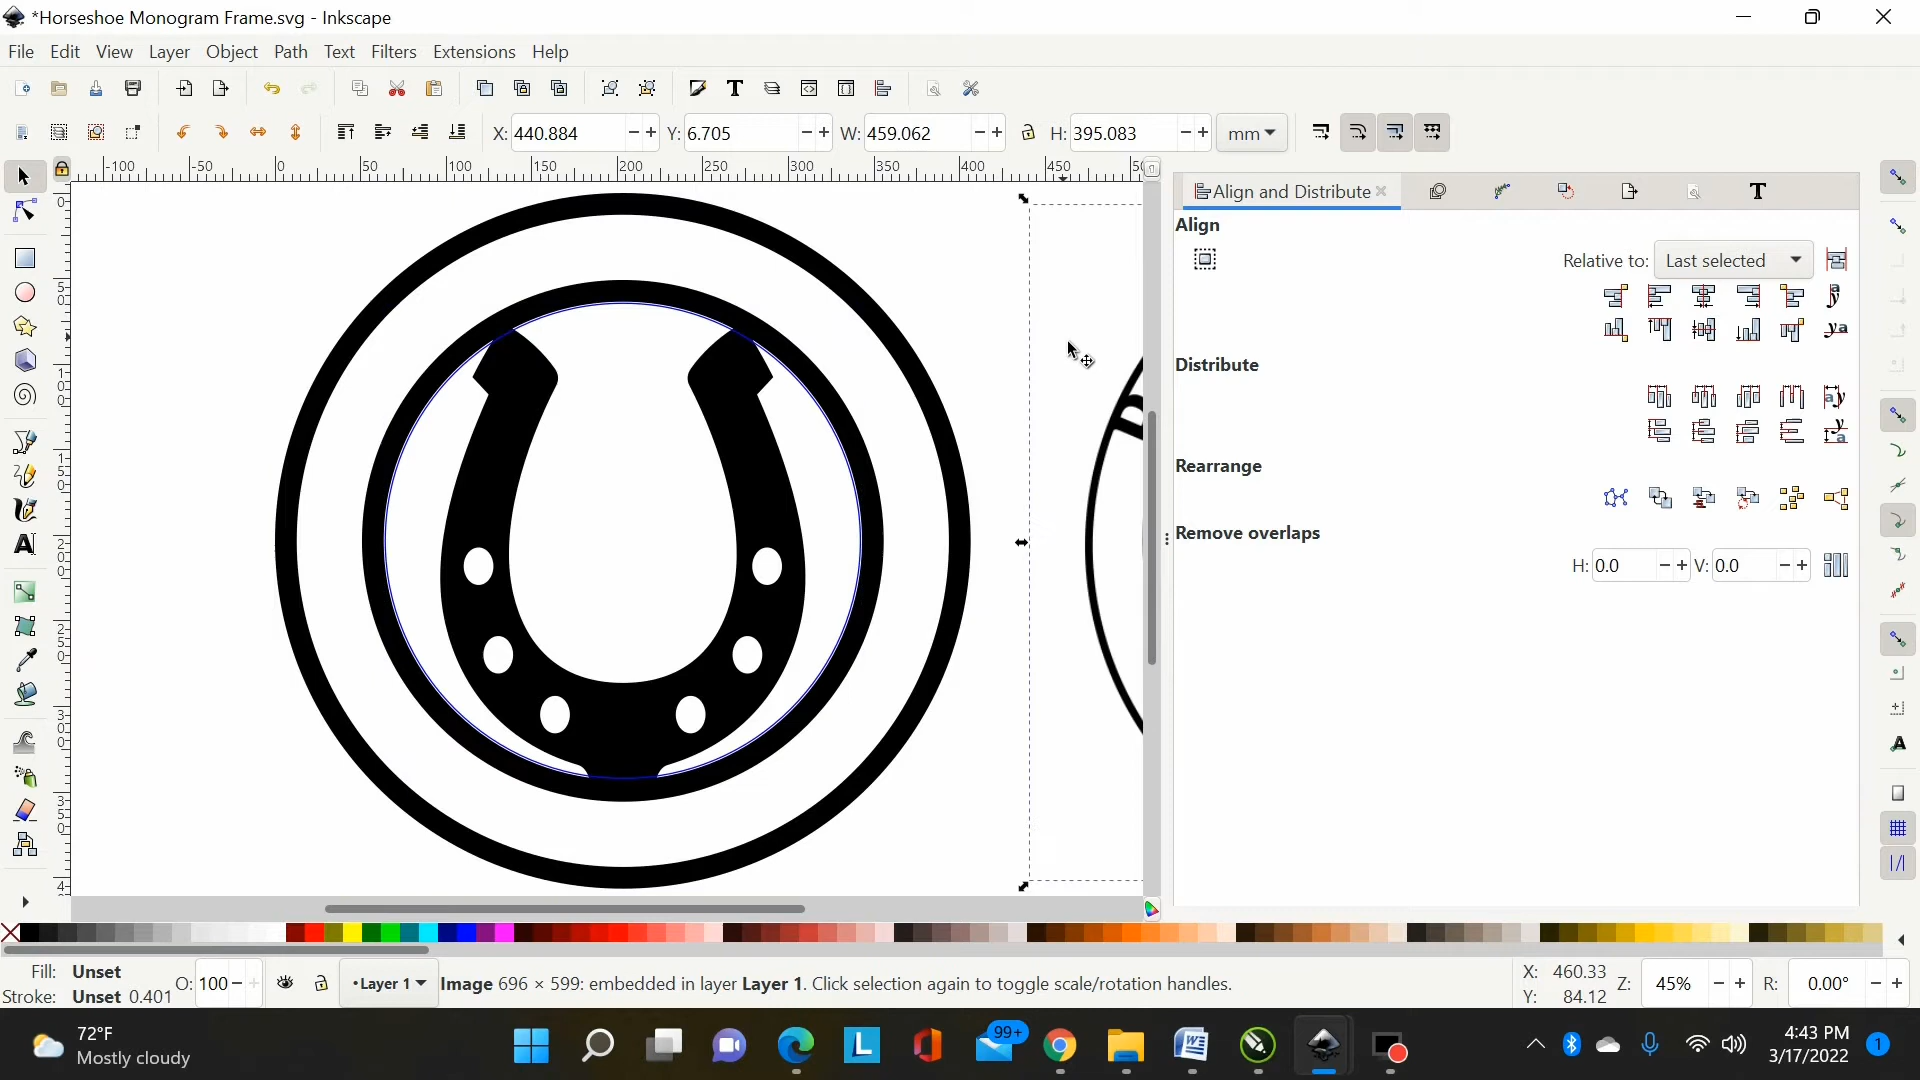 *Horseshoe Monogram Frame.svg - Inkscape
File Edit View Layer Object Path Text Filters Extensions Help
X: 440.884 Y: 6.705 W: 459.062 H: 395.083 mm
-100 -50 0 50 100 150 200 250 300 350 400 450
Align and Distribute
Align
Relative to: Last selected
Distribute
Rearrange
Remove overlaps
H: 0.0 V: 0.0
Fill: Unset
Stroke: Unset 0.401
O: 100
•Layer 1
Image 696 × 599: embedded in layer Layer 1. Click selection again to toggle scale/rotation handles.
X: 460.33
Y: 84.12
Z: 45%
R: 0.00°
72°F
Mostly cloudy
99+
4:43 PM
3/17/2022
1